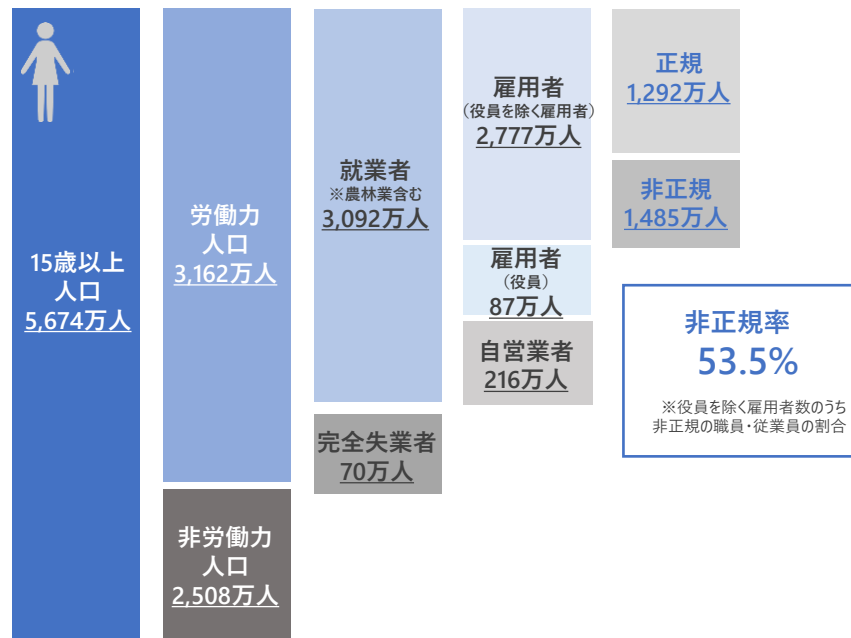 15歳以上
人口
5,674万人
労働力
人口
3,162万人
非労働力
人口
2,508万人
就業者
※農林業含む
3,092万人
完全失業者
70万人
雇用者
(役員を除く雇用者)
2,777万人
雇用者
(役員)
87万人
自営業者
216万人
正規
1,292万人
非正規
1,485万人
非正規率
53.5%
※役員を除く雇用者数のうち
非正規の職員・従業員の割合